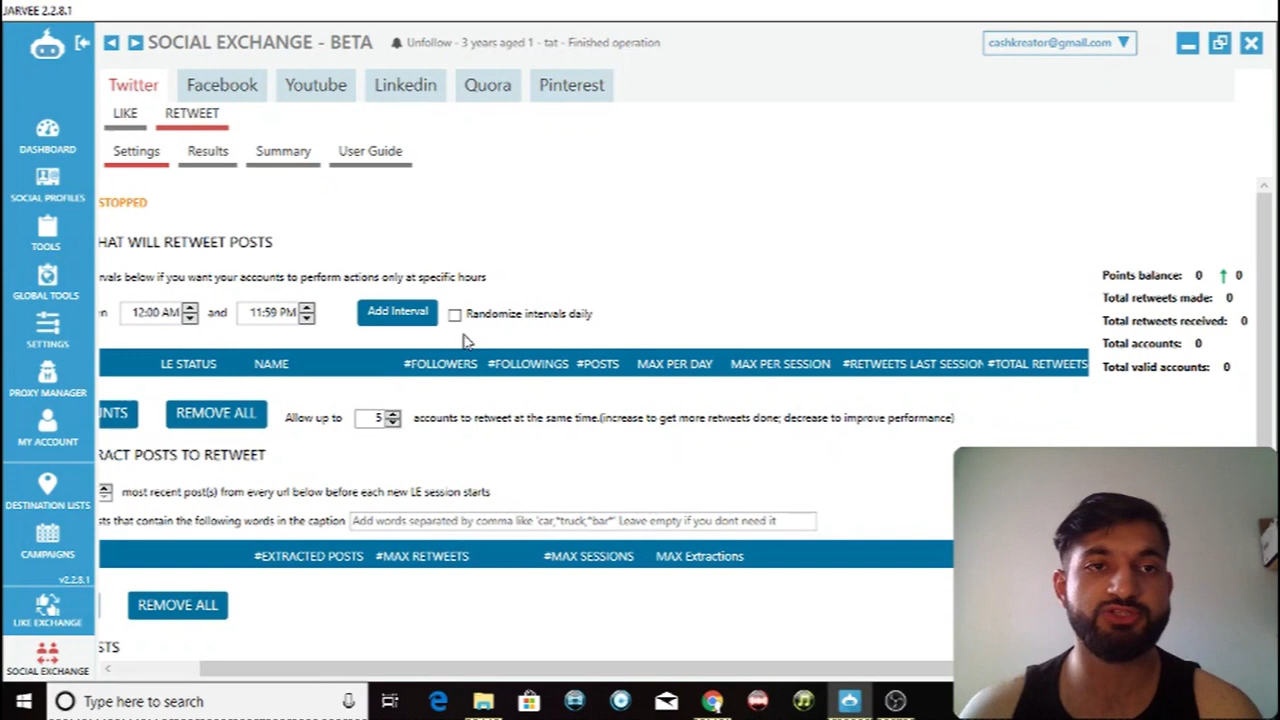 JARVEE 2.2.8.1
SOCIAL EXCHANGE - BETA
Unfollow - 3 years aged 1 - tat - Finished operation
cashkreator@gmail.com
Twitter Facebook Youtube Linkedin Quora Pinterest
LIKE RETWEET
Settings Results Summary User Guide
STOPPED
HAT WILL RETWEET POSTS
rvals below if you want your accounts to perform actions only at specific hours
n 12:00 AM and 11:59 PM Add Interval Randomize intervals daily
LE STATUS NAME #FOLLOWERS #FOLLOWINGS #POSTS MAX PER DAY MAX PER SESSION #RETWEETS LAST SESSION #TOTAL RETWEETS
UNTS REMOVE ALL Allow up to 5 accounts to retweet at the same time.(increase to get more retweets done; decrease to improve performance)
RACT POSTS TO RETWEET
most recent post(s) from every url below before each new LE session starts
sts that contain the following words in the caption Add words separated by comma like 'car,*truck,*bar*' Leave empty if you dont need it
#EXTRACTED POSTS #MAX RETWEETS #MAX SESSIONS MAX Extractions
REMOVE ALL
STS
Points balance: 0 0
Total retweets made: 0
Total retweets received: 0
Total accounts: 0
Total valid accounts: 0
DASHBOARD
SOCIAL PROFILES
TOOLS
GLOBAL TOOLS
SETTINGS
PROXY MANAGER
MY ACCOUNT
DESTINATION LISTS
CAMPAIGNS
v2.2.8.1
LIKE EXCHANGE
SOCIAL EXCHANGE
Type here to search